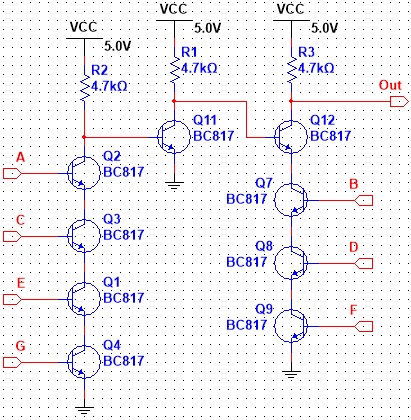 VCC VCC VCC
5.0V 5.0V 5.0V
R2 4.7kΩ
R1 4.7kΩ
R3 4.7kΩ
Out
Q11 BC817
Q12 BC817
A
Q2 BC817
Q7 BC817
B
C
Q3 BC817
Q8 BC817
D
E
Q1 BC817
Q9 BC817
F
G
Q4 BC817